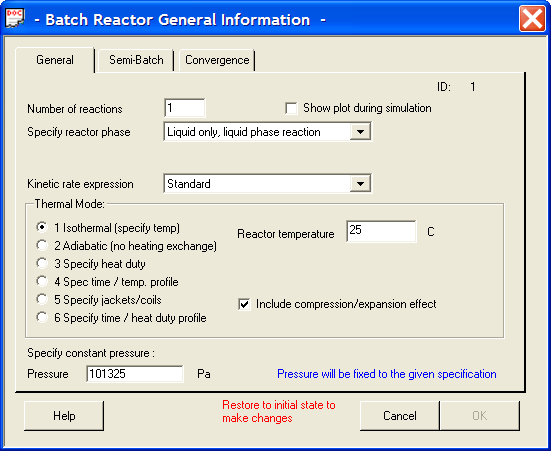 DOC
- Batch Reactor General Information -
General
Semi-Batch
Convergence
ID: 1
Number of reactions 1
Show plot during simulation
Specify reactor phase Liquid only, liquid phase reaction
Kinetic rate expression Standard
Thermal Mode:
1 Isothermal (specify temp)
Reactor temperature 25 C
2 Adiabatic (no heating exchange)
3 Specify heat duty
4 Spec time / temp. profile
5 Specify jackets/coils
Include compression/expansion effect
6 Specify time / heat duty profile
Specify constant pressure :
Pressure 101325 Pa
Pressure will be fixed to the given specification
Help
Restore to initial state to
make changes
Cancel
OK